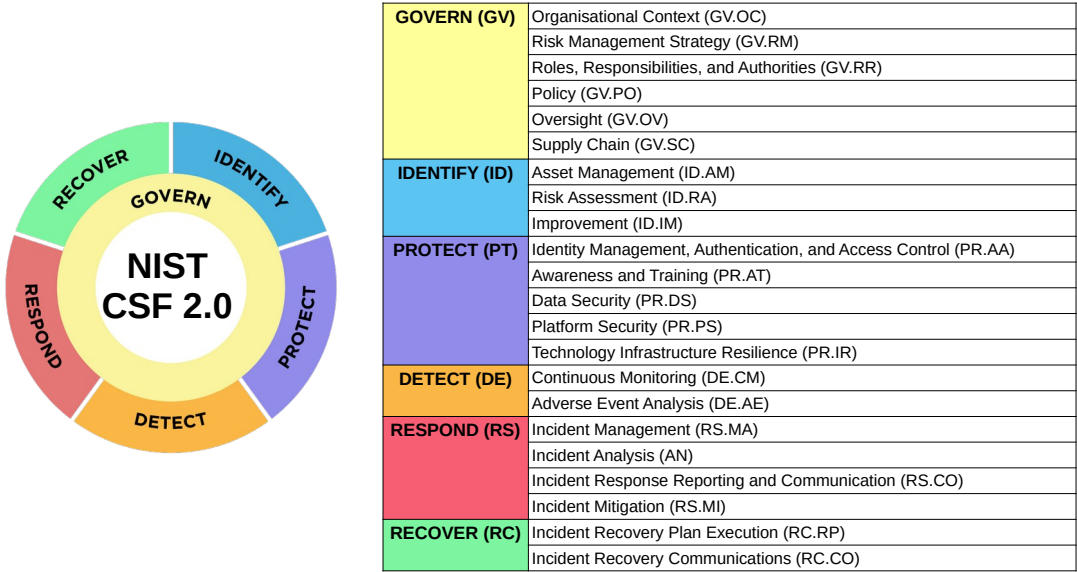 RECOVER
IDENTIFY
GOVERN
NIST
CSF 2.0
RESPOND
PROTECT
DETECT
GOVERN (GV)
Organisational Context (GV.OC)
Risk Management Strategy (GV.RM)
Roles, Responsibilities, and Authorities (GV.RR)
Policy (GV.PO)
Oversight (GV.OV)
Supply Chain (GV.SC)
IDENTIFY (ID)
Asset Management (ID.AM)
Risk Assessment (ID.RA)
Improvement (ID.IM)
PROTECT (PT)
Identity Management, Authentication, and Access Control (PR.AA)
Awareness and Training (PR.AT)
Data Security (PR.DS)
Platform Security (PR.PS)
Technology Infrastructure Resilience (PR.IR)
DETECT (DE)
Continuous Monitoring (DE.CM)
Adverse Event Analysis (DE.AE)
RESPOND (RS)
Incident Management (RS.MA)
Incident Analysis (AN)
Incident Response Reporting and Communication (RS.CO)
Incident Mitigation (RS.MI)
RECOVER (RC)
Incident Recovery Plan Execution (RC.RP)
Incident Recovery Communications (RC.CO)